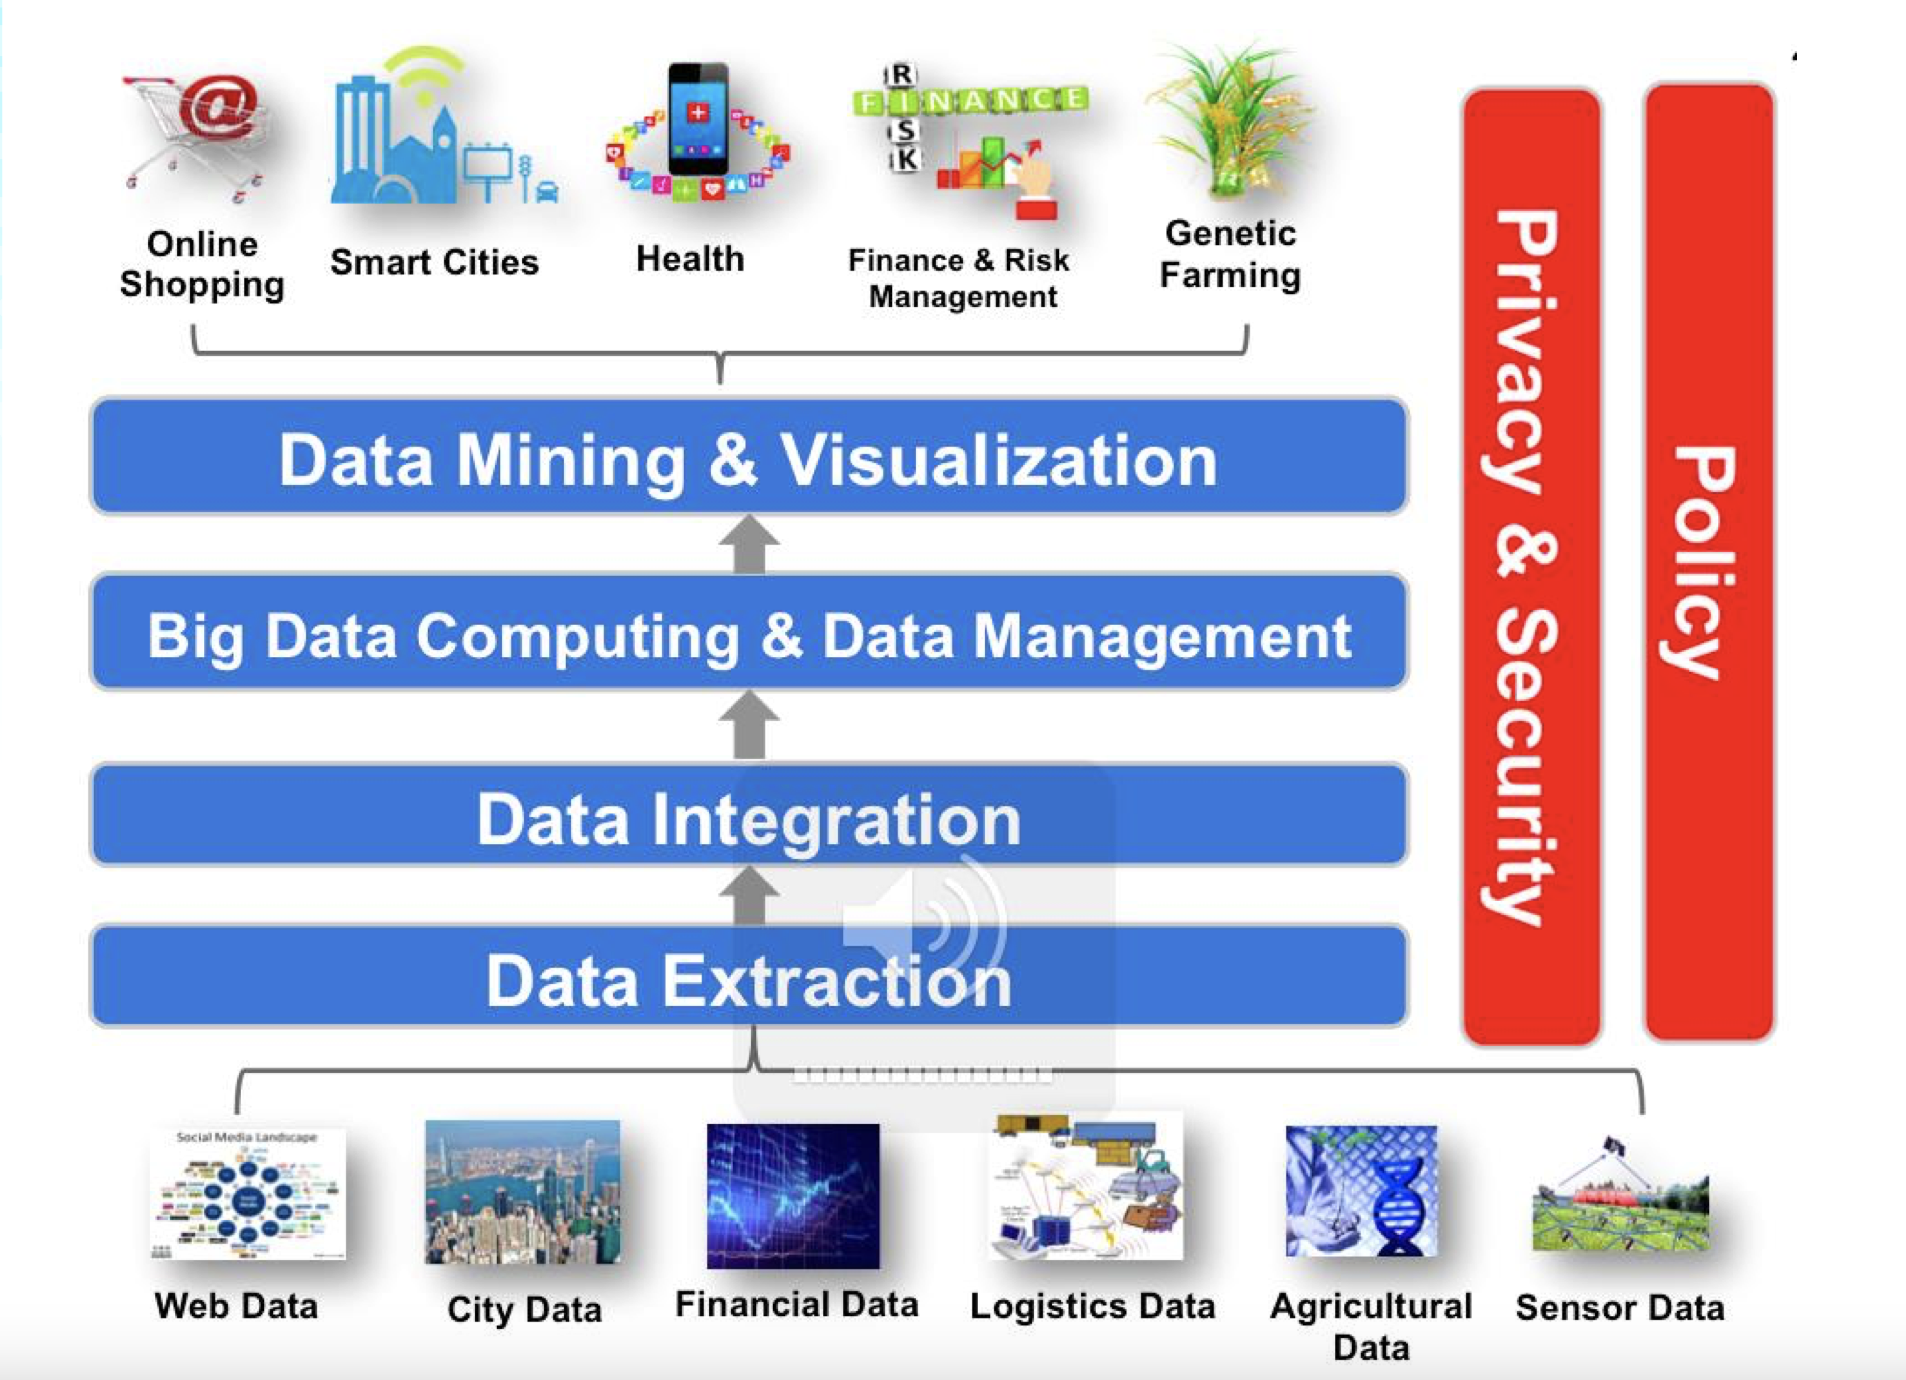 R
FINANCE
S
K
Online
Shopping
Smart Cities
Health
Finance & Risk
Management
Genetic
Farming
Data Mining & Visualization
Big Data Computing & Data Management
Data Integration
Data Extraction
Privacy & Security
Policy
Social Media Landscape
Web Data
City Data
Financial Data
Logistics Data
Agricultural
Data
Sensor Data